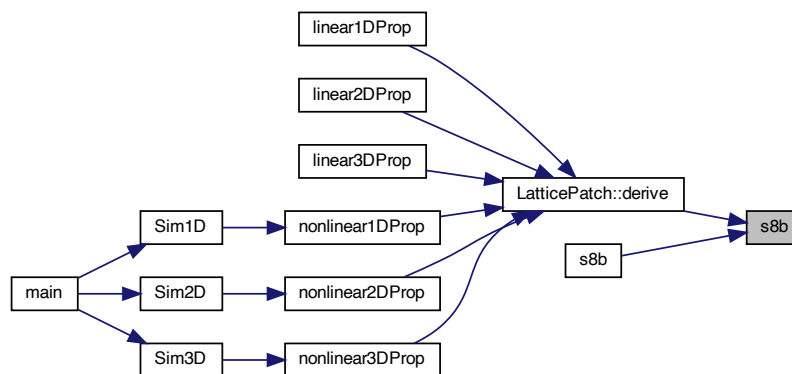 linear1DProp
linear2DProp
linear3DProp
LatticePatch::derive
Sim1D
nonlinear1DProp
s8b
s8b
main
Sim2D
nonlinear2DProp
Sim3D
nonlinear3DProp